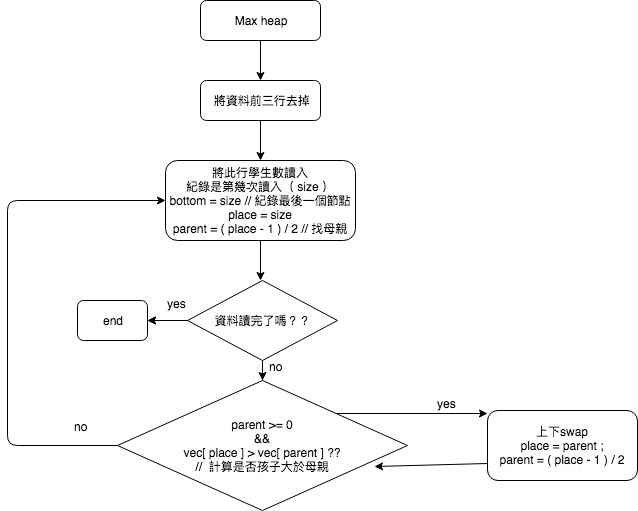 Max heap
將資料前三行去掉
將此行學生數讀入
紀錄是第幾次讀入（ size ）
bottom = size // 紀錄最後一個節點
place = size
parent = ( place - 1 ) / 2 // 找母親
資料讀完了嗎？？
yes
end
no
parent >= 0
&&
vec[ place ] > vec[ parent ] ??
// 計算是否孩子大於母親
no
yes
上下swap
place = parent ;
parent = ( place - 1 ) / 2